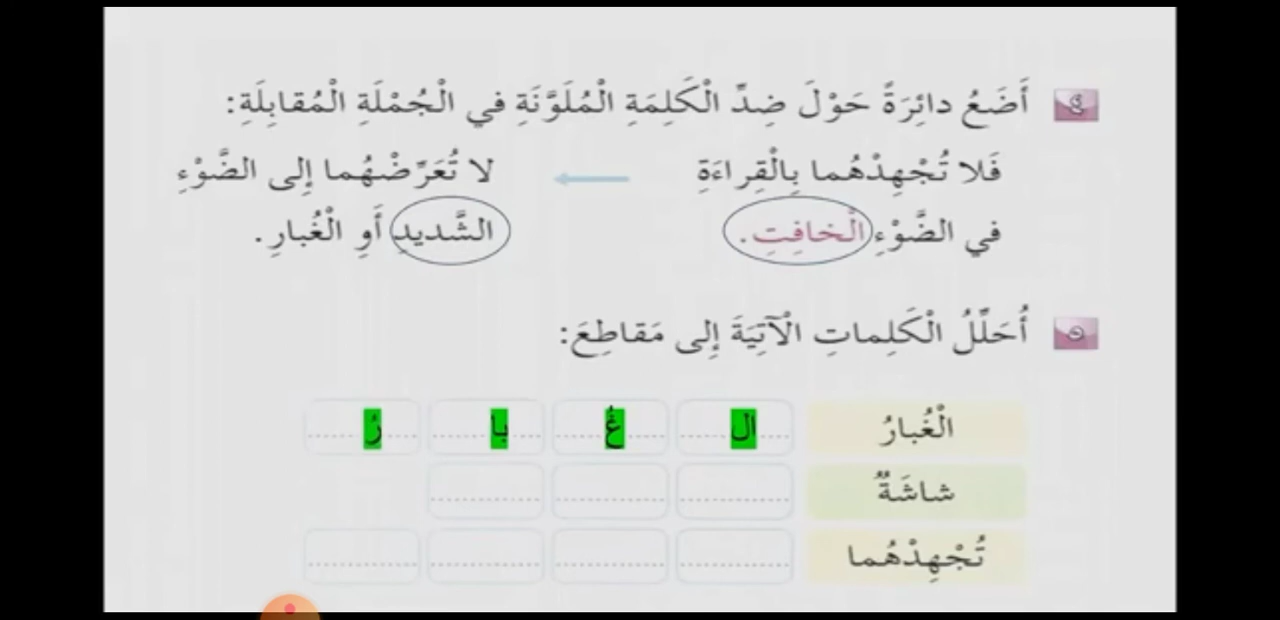 ٤ أَضَعُ دائِرَةً حَوْلَ ضِدِّ الْكَلِمَةِ الْمُلَوَّنَةِ في الْجُمْلَةِ الْمُقابِلَةِ:
فَلا تُجْهِدْهُما بِالْقِراءَةِ
في الضَّوْءِ الْخافِتِ.
لا تُعَرِّضْهُما إِلى الضَّوْءِ
الشَّديدِ أَوِ الْغُبارِ.
٥ أُحَلِّلُ الْكَلِماتِ الْآتِيَةَ إِلى مَقاطِعَ:
الْغُبارُ ال غُ با رُ
شاشَةٌ
تُجْهِدْهُما